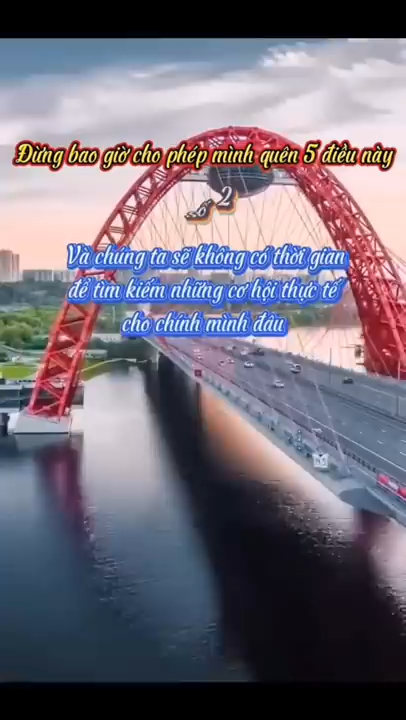 Đừng bao giờ cho phép mình quên 5 điều này
số 2
Và chúng ta sẽ không có thời gian
để tìm kiếm những cơ hội thực tế
cho chính mình đâu